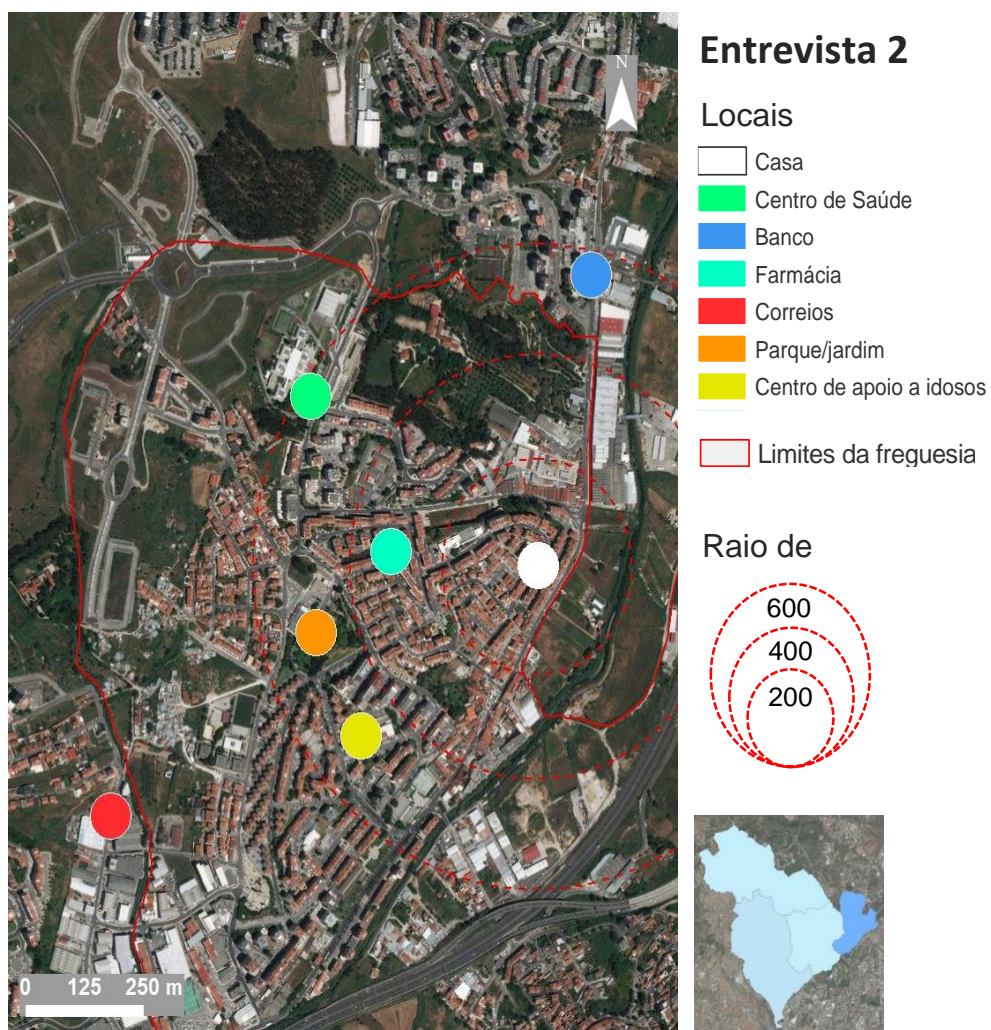 Entrevista 2
N
Locais
Casa
Centro de Saúde
Banco
Farmácia
Correios
Parque/jardim
Centro de apoio a idosos
Limites da freguesia
Raio de
600
400
200
0 125 250 m